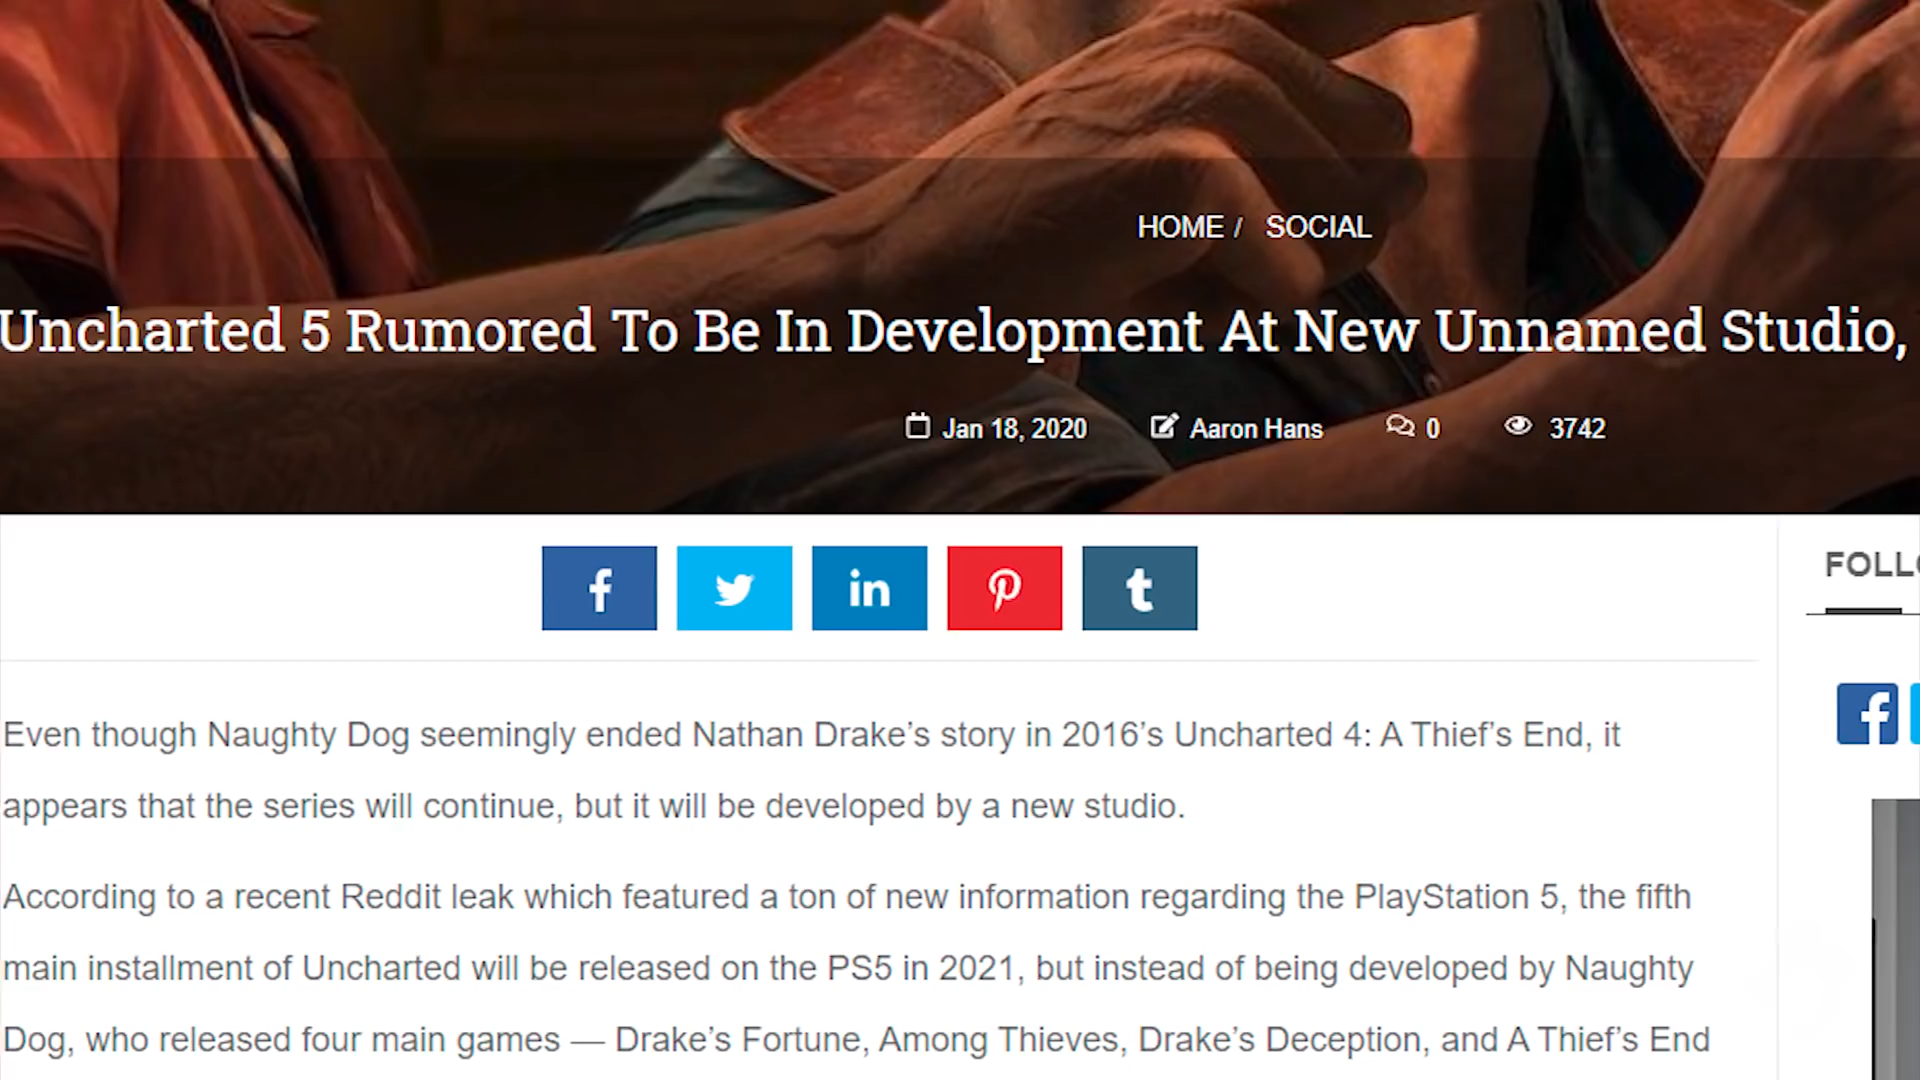 HOME / SOCIAL
Uncharted 5 Rumored To Be In Development At New Unnamed Studio,
Jan 18, 2020 Aaron Hans 0 3742
Even though Naughty Dog seemingly ended Nathan Drake’s story in 2016’s Uncharted 4: A Thief’s End, it
appears that the series will continue, but it will be developed by a new studio.
According to a recent Reddit leak which featured a ton of new information regarding the PlayStation 5, the fifth
main installment of Uncharted will be released on the PS5 in 2021, but instead of being developed by Naughty
Dog, who released four main games — Drake’s Fortune, Among Thieves, Drake’s Deception, and A Thief’s End